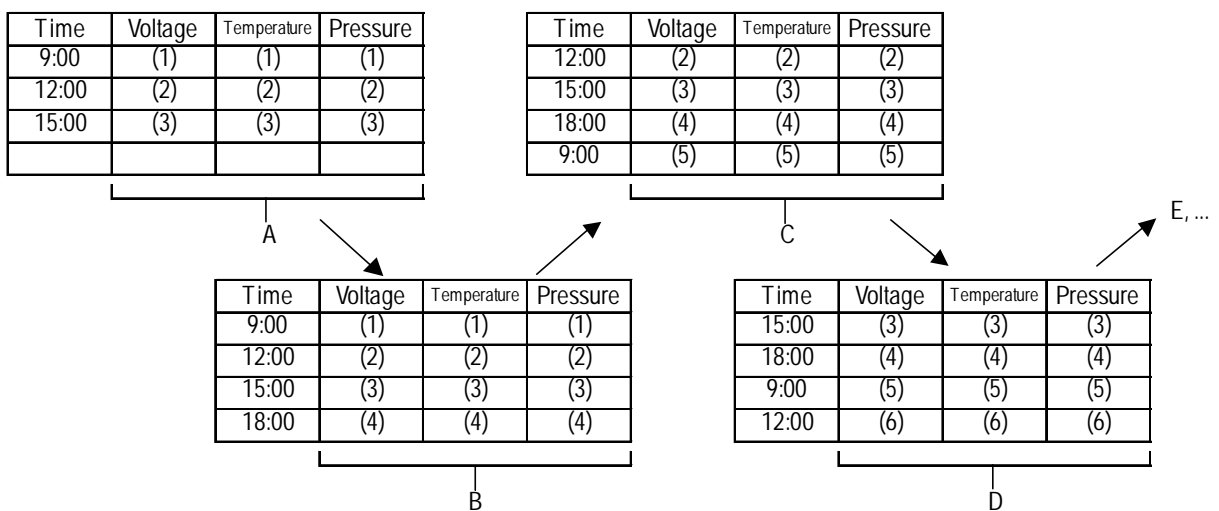 Time Voltage Temperature Pressure
9:00 (1) (1) (1)
12:00 (2) (2) (2)
15:00 (3) (3) (3)
A
Time Voltage Temperature Pressure
9:00 (1) (1) (1)
12:00 (2) (2) (2)
15:00 (3) (3) (3)
18:00 (4) (4) (4)
B
Time Voltage Temperature Pressure
12:00 (2) (2) (2)
15:00 (3) (3) (3)
18:00 (4) (4) (4)
9:00 (5) (5) (5)
C
Time Voltage Temperature Pressure
15:00 (3) (3) (3)
18:00 (4) (4) (4)
9:00 (5) (5) (5)
12:00 (6) (6) (6)
D
E, ...